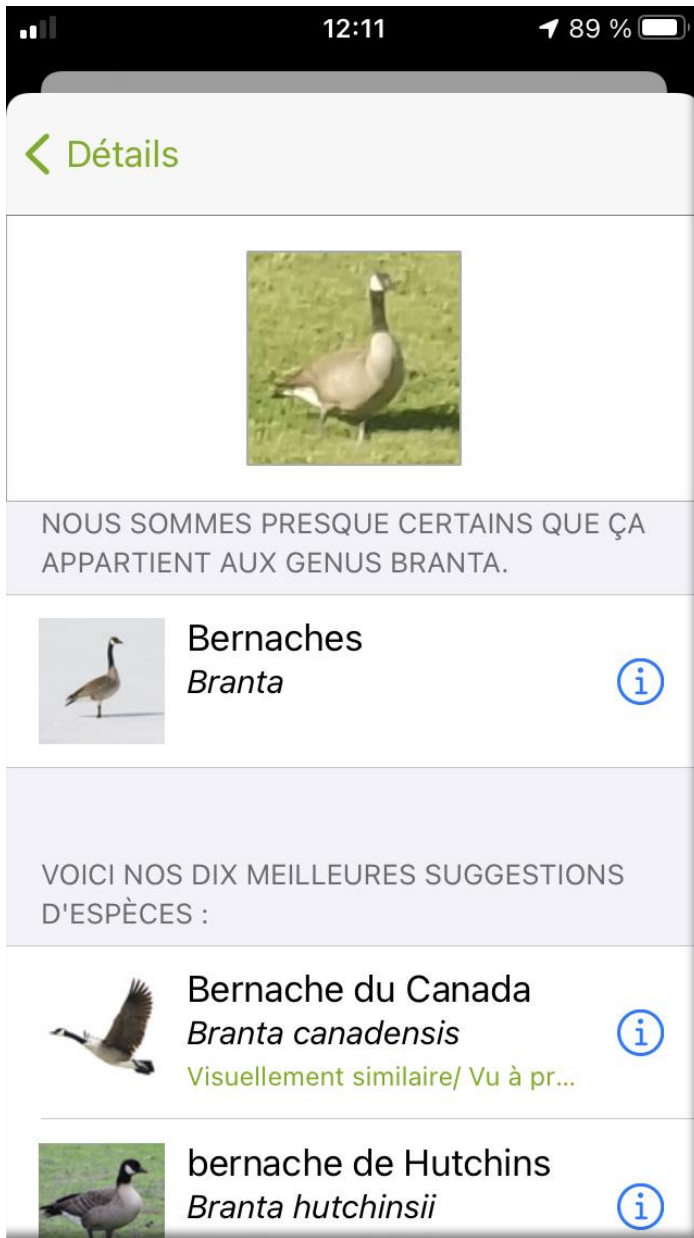 12:11
89 %
Détails
NOUS SOMMES PRESQUE CERTAINS QUE ÇA
APPARTIENT AUX GENUS BRANTA.
Bernaches
Branta
VOICI NOS DIX MEILLEURES SUGGESTIONS
D'ESPÈCES :
Bernache du Canada
Branta canadensis
Visuellement similaire/ Vu à pr...
bernache de Hutchins
Branta hutchinsii